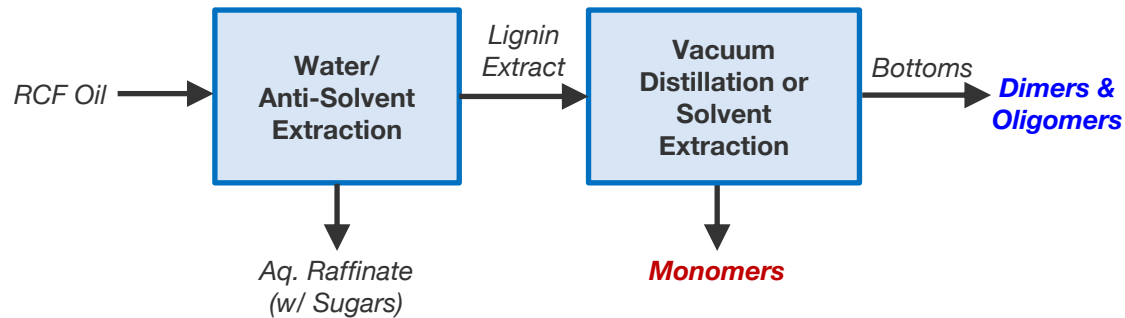 RCF Oil
Water/
Anti-Solvent
Extraction
Lignin
Extract
Vacuum
Distillation or
Solvent
Extraction
Bottoms
Dimers &
Oligomers
Aq. Raffinate
(w/ Sugars)
Monomers